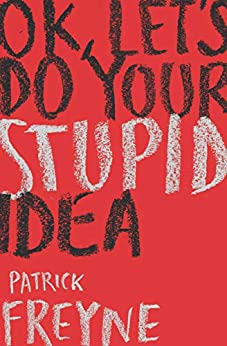 OK, LET'S
DO YOUR
STUPID
IDEA
PATRICK
FREYNE